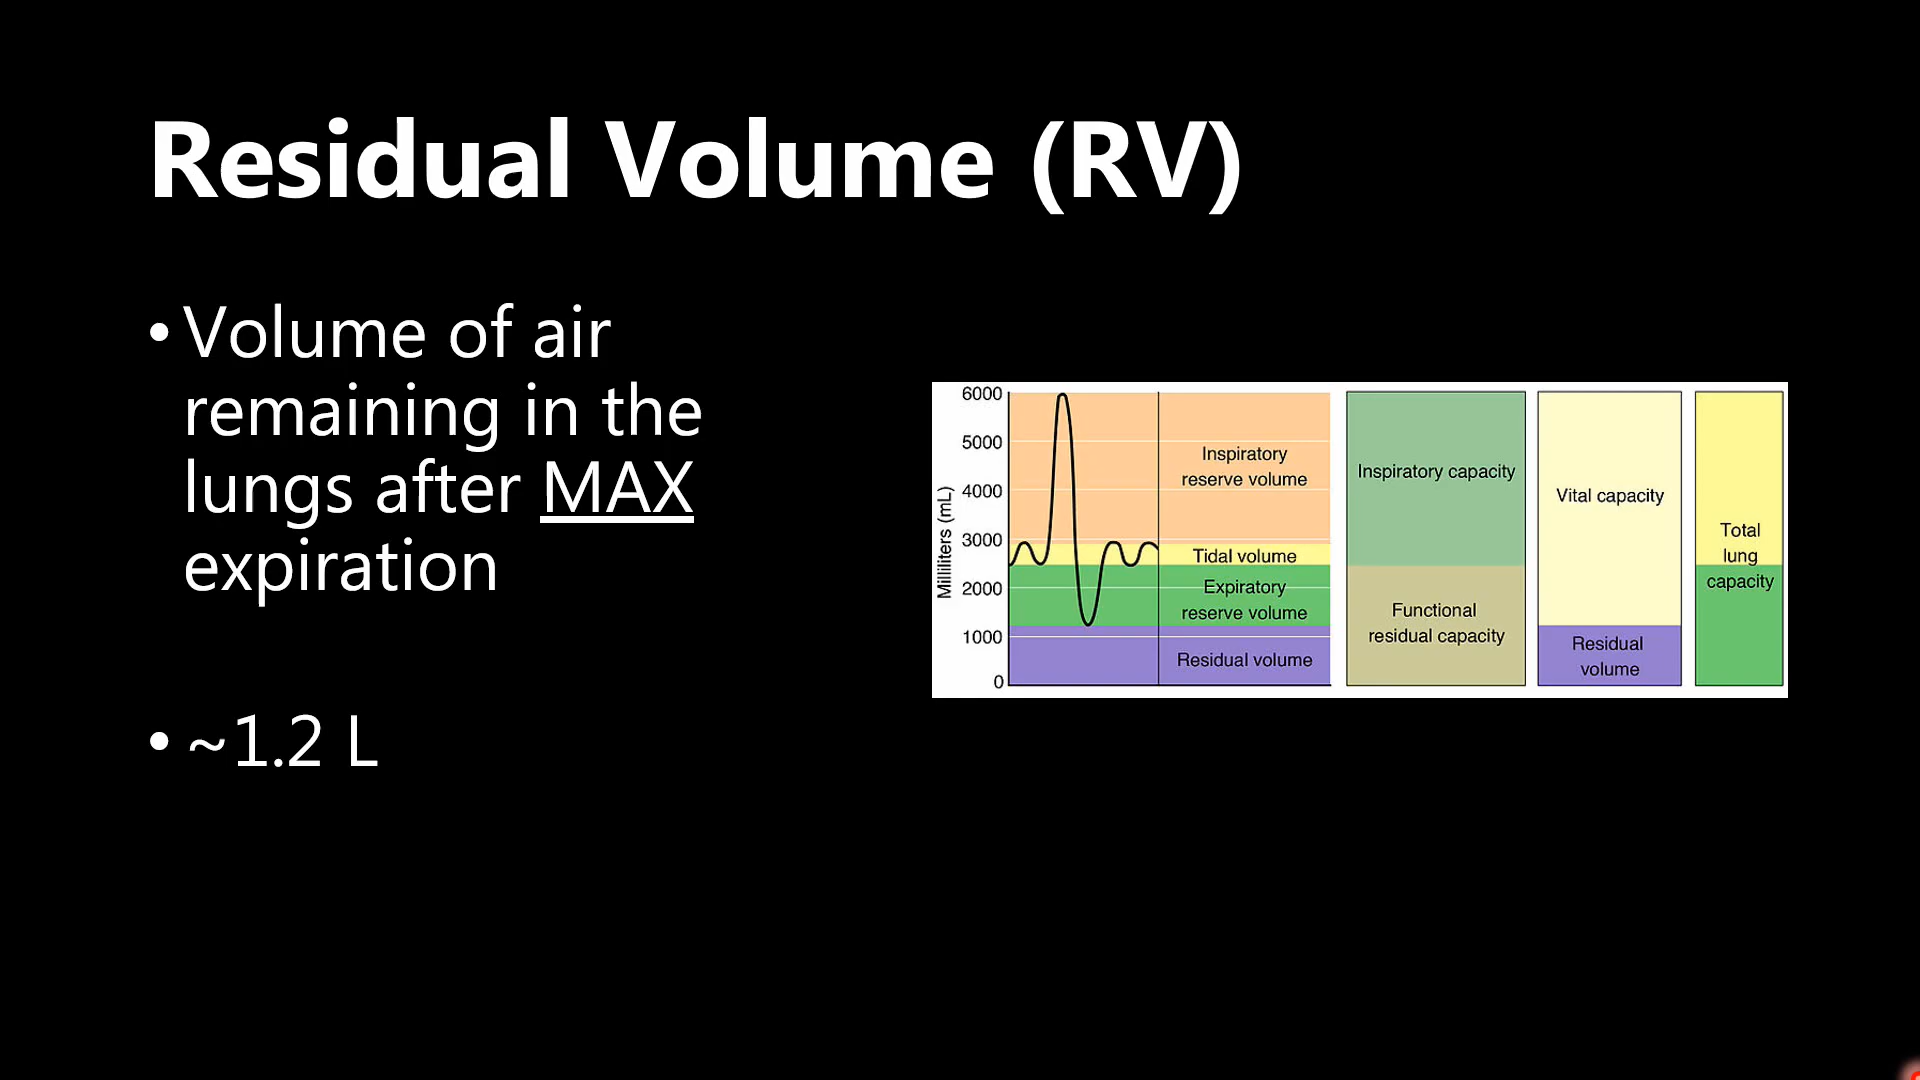 Residual Volume (RV)
• Volume of air
remaining in the
lungs after MAX
expiration
• ~1.2 L
6000
5000
4000
3000
2000
1000
0
Milliliters (mL)
Inspiratory
reserve volume
Tidal volume
Expiratory
reserve volume
Residual volume
Inspiratory capacity
Functional
residual capacity
Vital capacity
Residual
volume
Total
lung
capacity